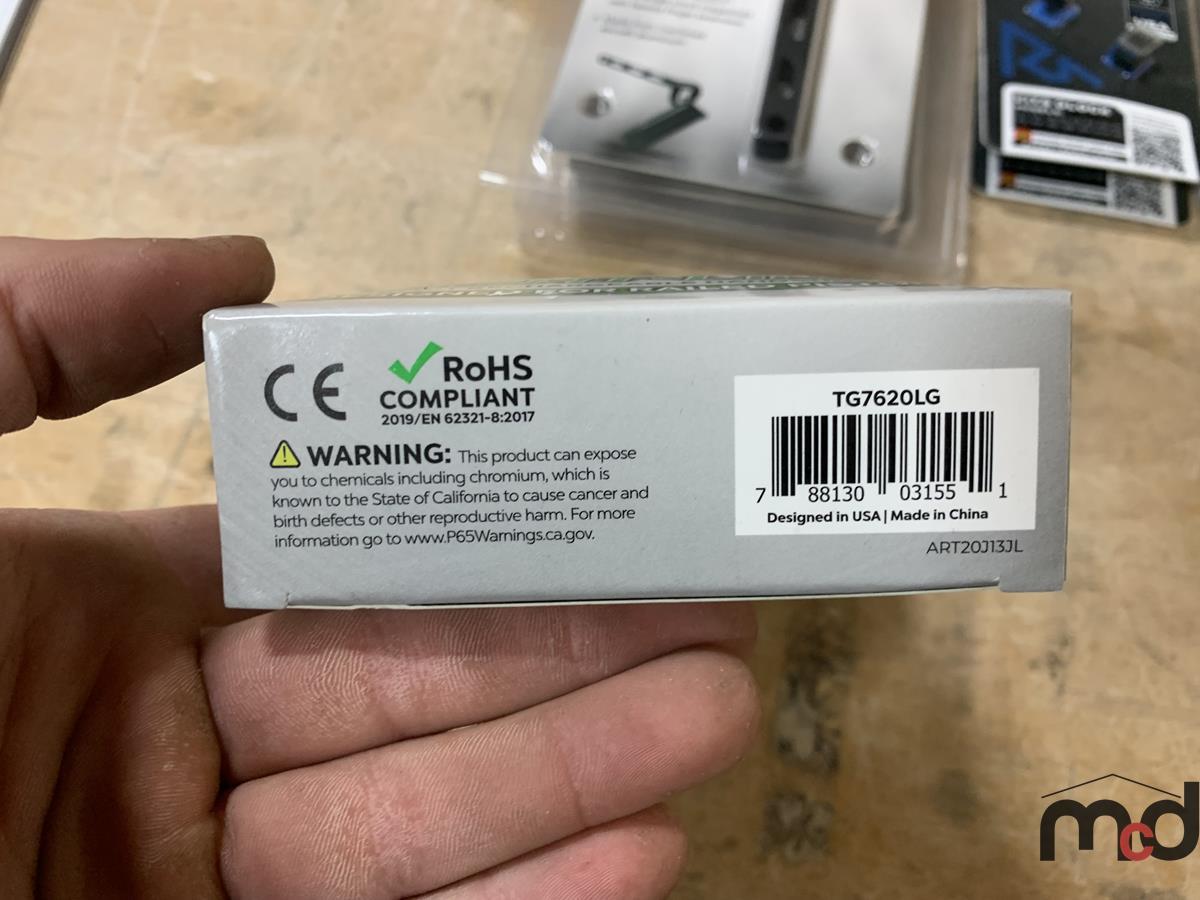 FOR RAILED
CE
RoHS
COMPLIANT
2019/EN 62321-8:2017
WARNING: This product can expose
you to chemicals including chromium, which is
known to the State of California to cause cancer and
birth defects or other reproductive harm. For more
information go to www.P65Warnings.ca.gov.
TG7620LG
7 88130 03155 1
Designed in USA | Made in China
ART20J13JL
mcd